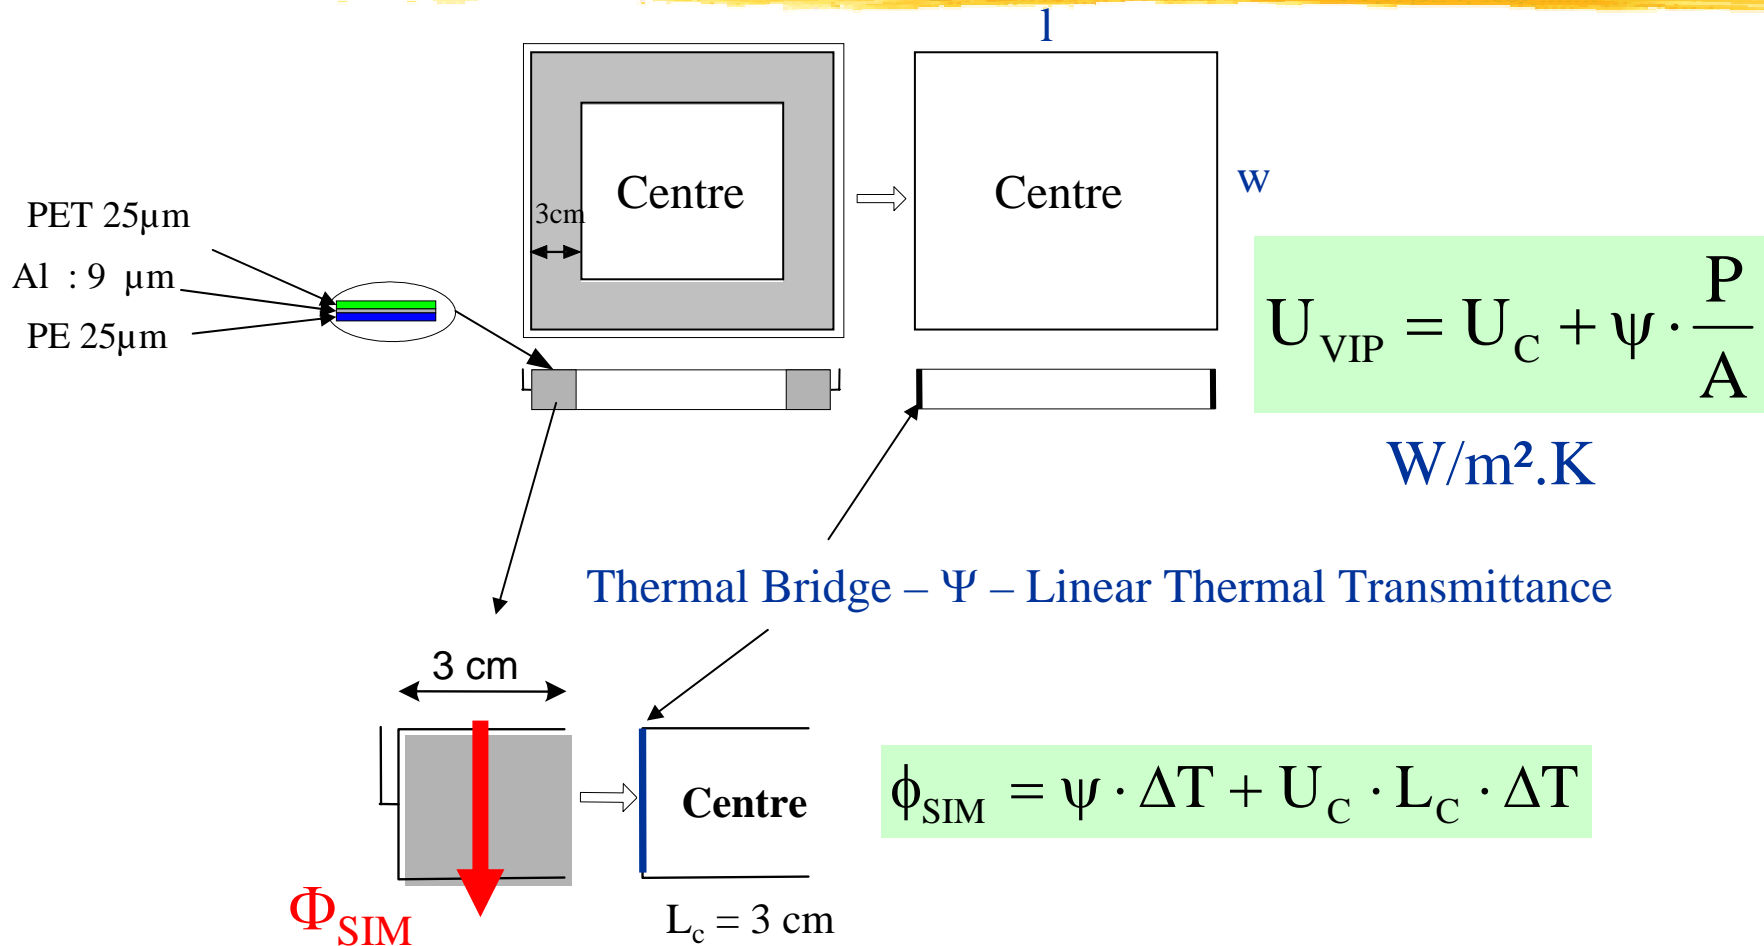 l
Centre
Centre
w
3cm
PET 25µm
Al : 9 µm
PE 25µm
U_VIP = U_C + ψ · P/A
W/m².K
Thermal Bridge – Ψ – Linear Thermal Transmittance
3 cm
Centre
ϕ_SIM = ψ · ΔT + U_C · L_C · ΔT
Φ_SIM
L_c = 3 cm